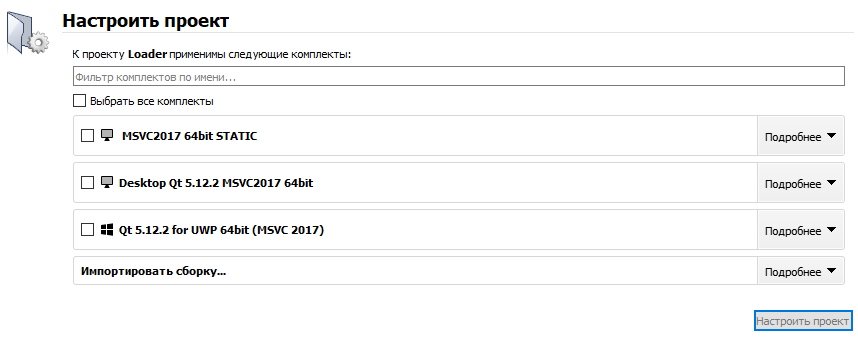 Настроить проект
К проекту Loader применимы следующие комплекты:
Фильтр комплектов по имени...
Выбрать все комплекты
MSVC2017 64bit STATIC
Подробнее
Desktop Qt 5.12.2 MSVC2017 64bit
Подробнее
Qt 5.12.2 for UWP 64bit (MSVC 2017)
Подробнее
Импортировать сборку...
Подробнее
Настроить проект